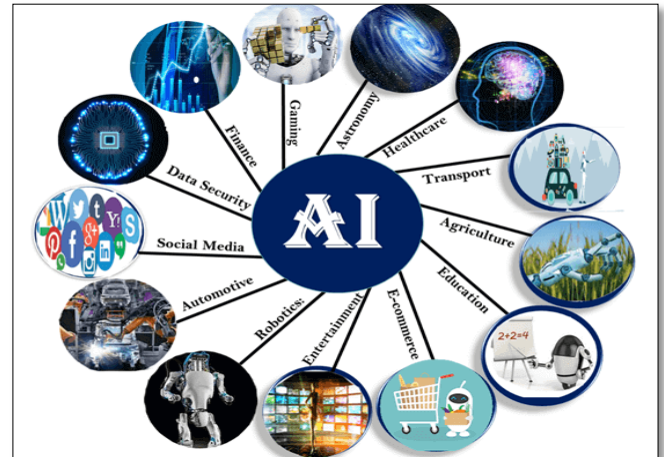 Gaming
Astronomy
Finance
Healthcare
Data Security
Transport
AI
Social Media
Agriculture
Automotive
Education
Robotics:
Entertainment
E-commerce
2+2=4
W
t
Y!
P
f
g+
S
in